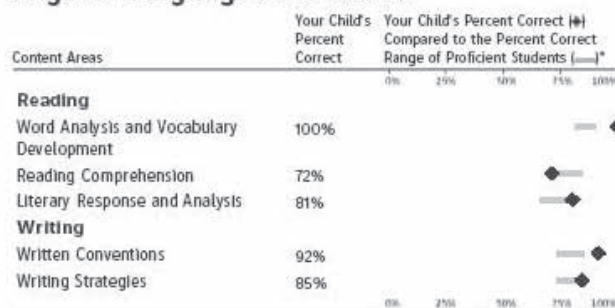 Your Child's Your Child's Percent Correct (◆)
Percent Compared to the Percent Correct
Content Areas Correct Range of Proficient Students (—)*
0% 25% 50% 75% 100%
Reading
Word Analysis and Vocabulary 100%
Development
Reading Comprehension 72%
Literary Response and Analysis 81%
Writing
Written Conventions 92%
Writing Strategies 85%
0% 25% 50% 75% 100%